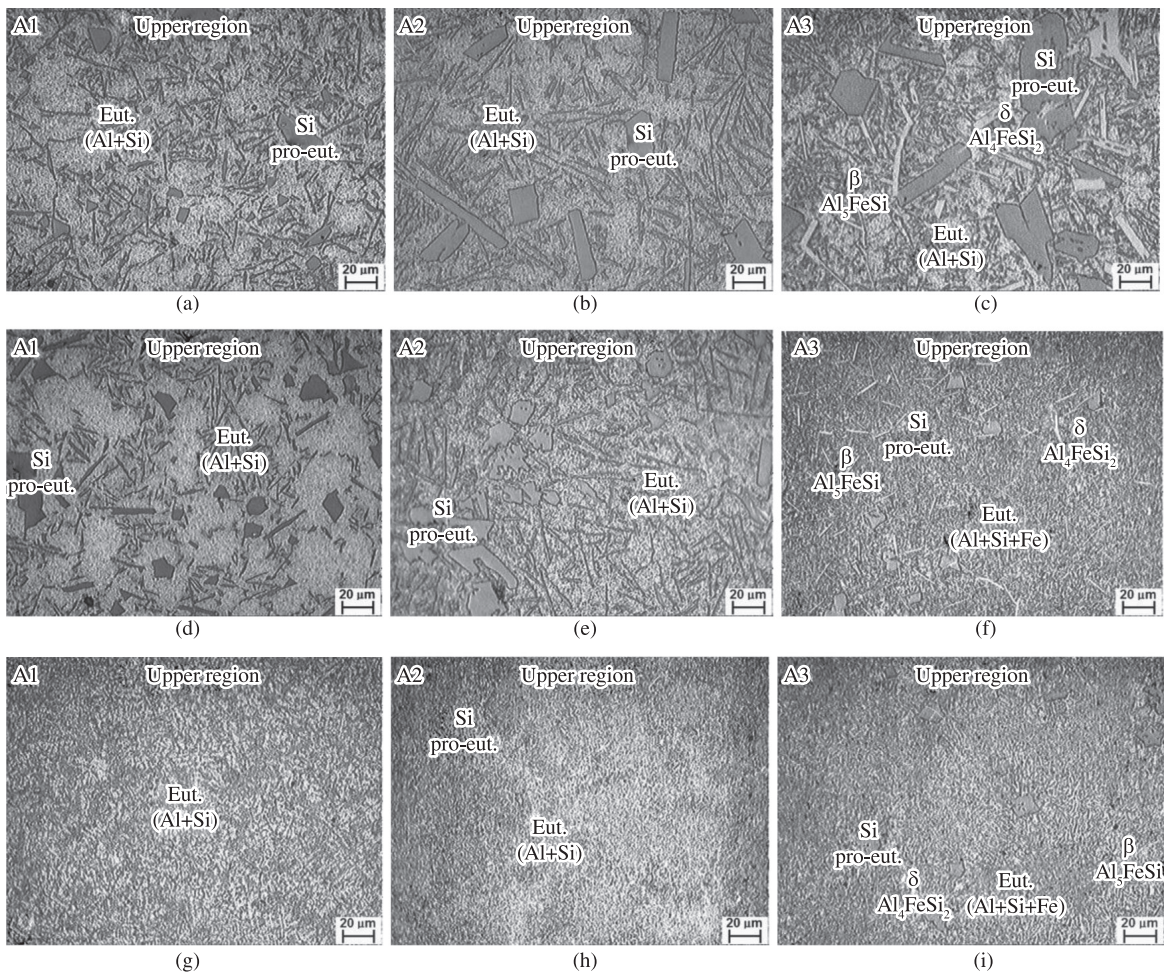 A1 Upper region
Eut.
(Al+Si)
Si
pro-eut.
20 μm
(a)
A2 Upper region
Eut.
(Al+Si)
Si
pro-eut.
20 μm
(b)
A3 Upper region
Si
pro-eut.
δ
Al4FeSi2
β
Al5FeSi
Eut.
(Al+Si)
20 μm
(c)
A1 Upper region
Eut.
(Al+Si)
Si
pro-eut.
20 μm
(d)
A2 Upper region
Eut.
(Al+Si)
Si
pro-eut.
20 μm
(e)
A3 Upper region
Si
pro-eut.
δ
Al4FeSi2
β
Al5FeSi
Eut.
(Al+Si+Fe)
20 μm
(f)
A1 Upper region
Eut.
(Al+Si)
20 μm
(g)
A2 Upper region
Si
pro-eut.
Eut.
(Al+Si)
20 μm
(h)
A3 Upper region
Si
pro-eut.
δ
Al4FeSi2
Eut.
(Al+Si+Fe)
β
Al5FeSi
20 μm
(i)